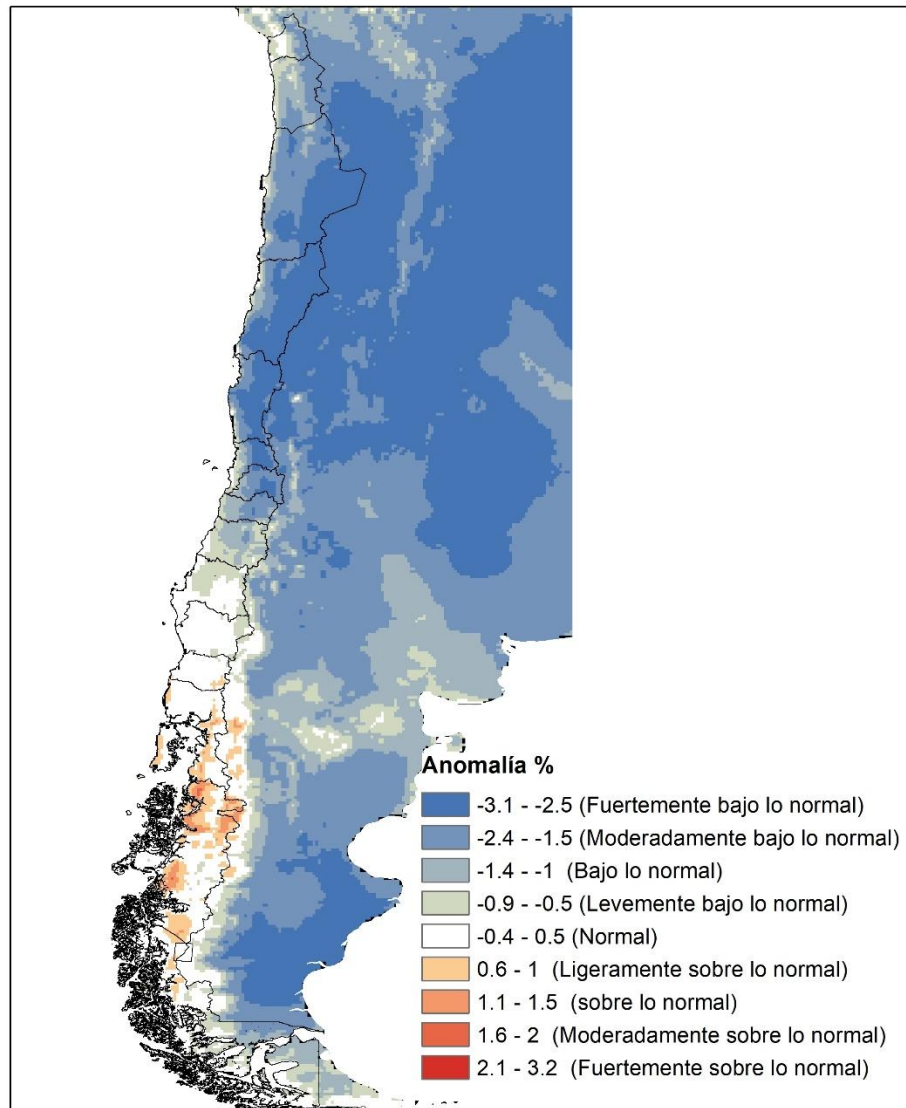 Anomalía %
-3.1 - -2.5 (Fuertemente bajo lo normal)
-2.4 - -1.5 (Moderadamente bajo lo normal)
-1.4 - -1 (Bajo lo normal)
-0.9 - -0.5 (Levemente bajo lo normal)
-0.4 - 0.5 (Normal)
0.6 - 1 (Ligeramente sobre lo normal)
1.1 - 1.5 (sobre lo normal)
1.6 - 2 (Moderadamente sobre lo normal)
2.1 - 3.2 (Fuertemente sobre lo normal)